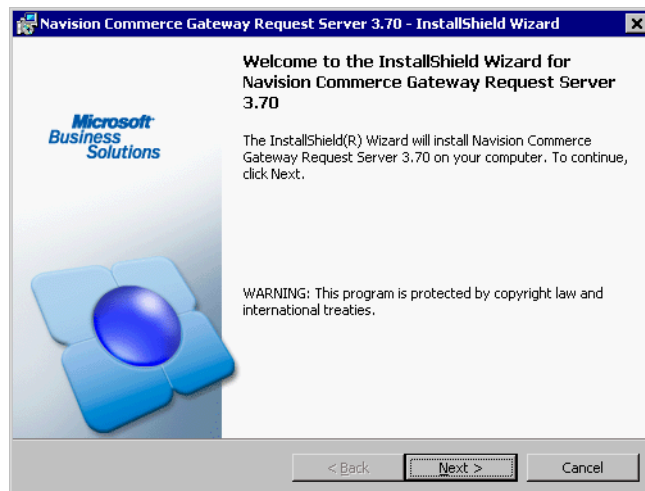 Navision Commerce Gateway Request Server 3.70 - InstallShield Wizard
Microsoft
Business
Solutions
Welcome to the InstallShield Wizard for
Navision Commerce Gateway Request Server
3.70
The InstallShield(R) Wizard will install Navision Commerce
Gateway Request Server 3.70 on your computer. To continue,
click Next.
WARNING: This program is protected by copyright law and
international treaties.
< Back
Next >
Cancel